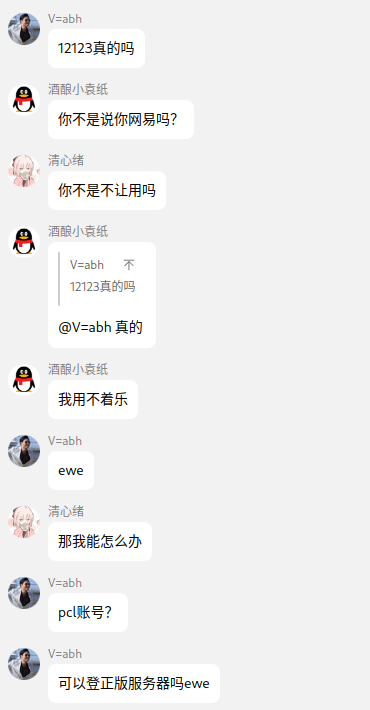 V=abh
12123真的吗
酒酿小袁纸
你不是说你网易吗？
清心绪
你不是不让用吗
酒酿小袁纸
V=abh 不
12123真的吗
@V=abh 真的
酒酿小袁纸
我用不着乐
V=abh
ewe
清心绪
那我能怎么办
V=abh
pcl账号？
V=abh
可以登正版服务器吗ewe